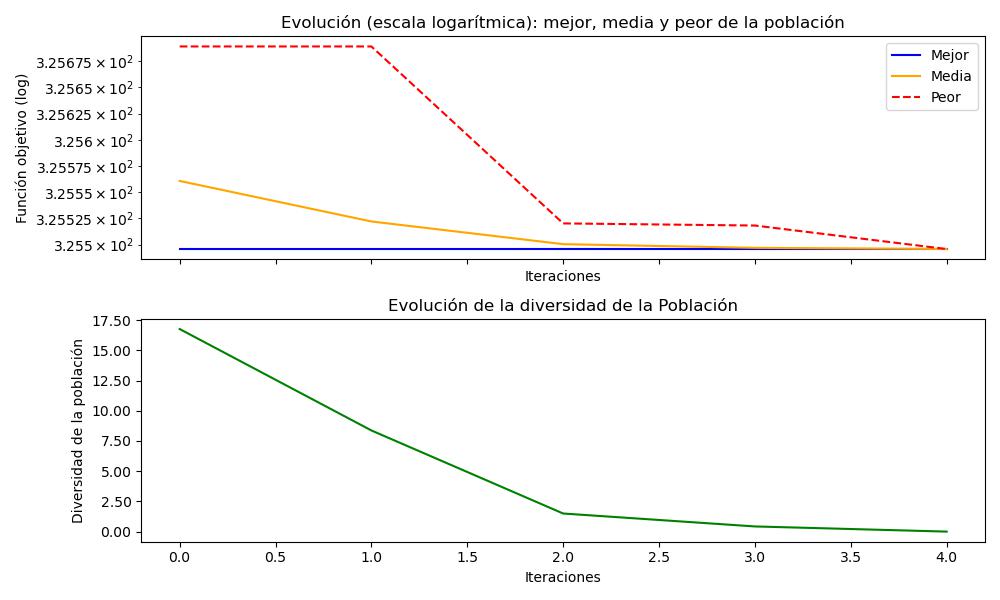 Evolución (escala logarítmica): mejor, media y peor de la población
Función objetivo (log)
3.25675 × 10²
3.2565 × 10²
3.25625 × 10²
3.256 × 10²
3.25575 × 10²
3.2555 × 10²
3.25525 × 10²
3.255 × 10²
Mejor
Media
Peor
Iteraciones
Evolución de la diversidad de la Población
Diversidad de la población
17.50
15.00
12.50
10.00
7.50
5.00
2.50
0.00
0.0 0.5 1.0 1.5 2.0 2.5 3.0 3.5 4.0
Iteraciones